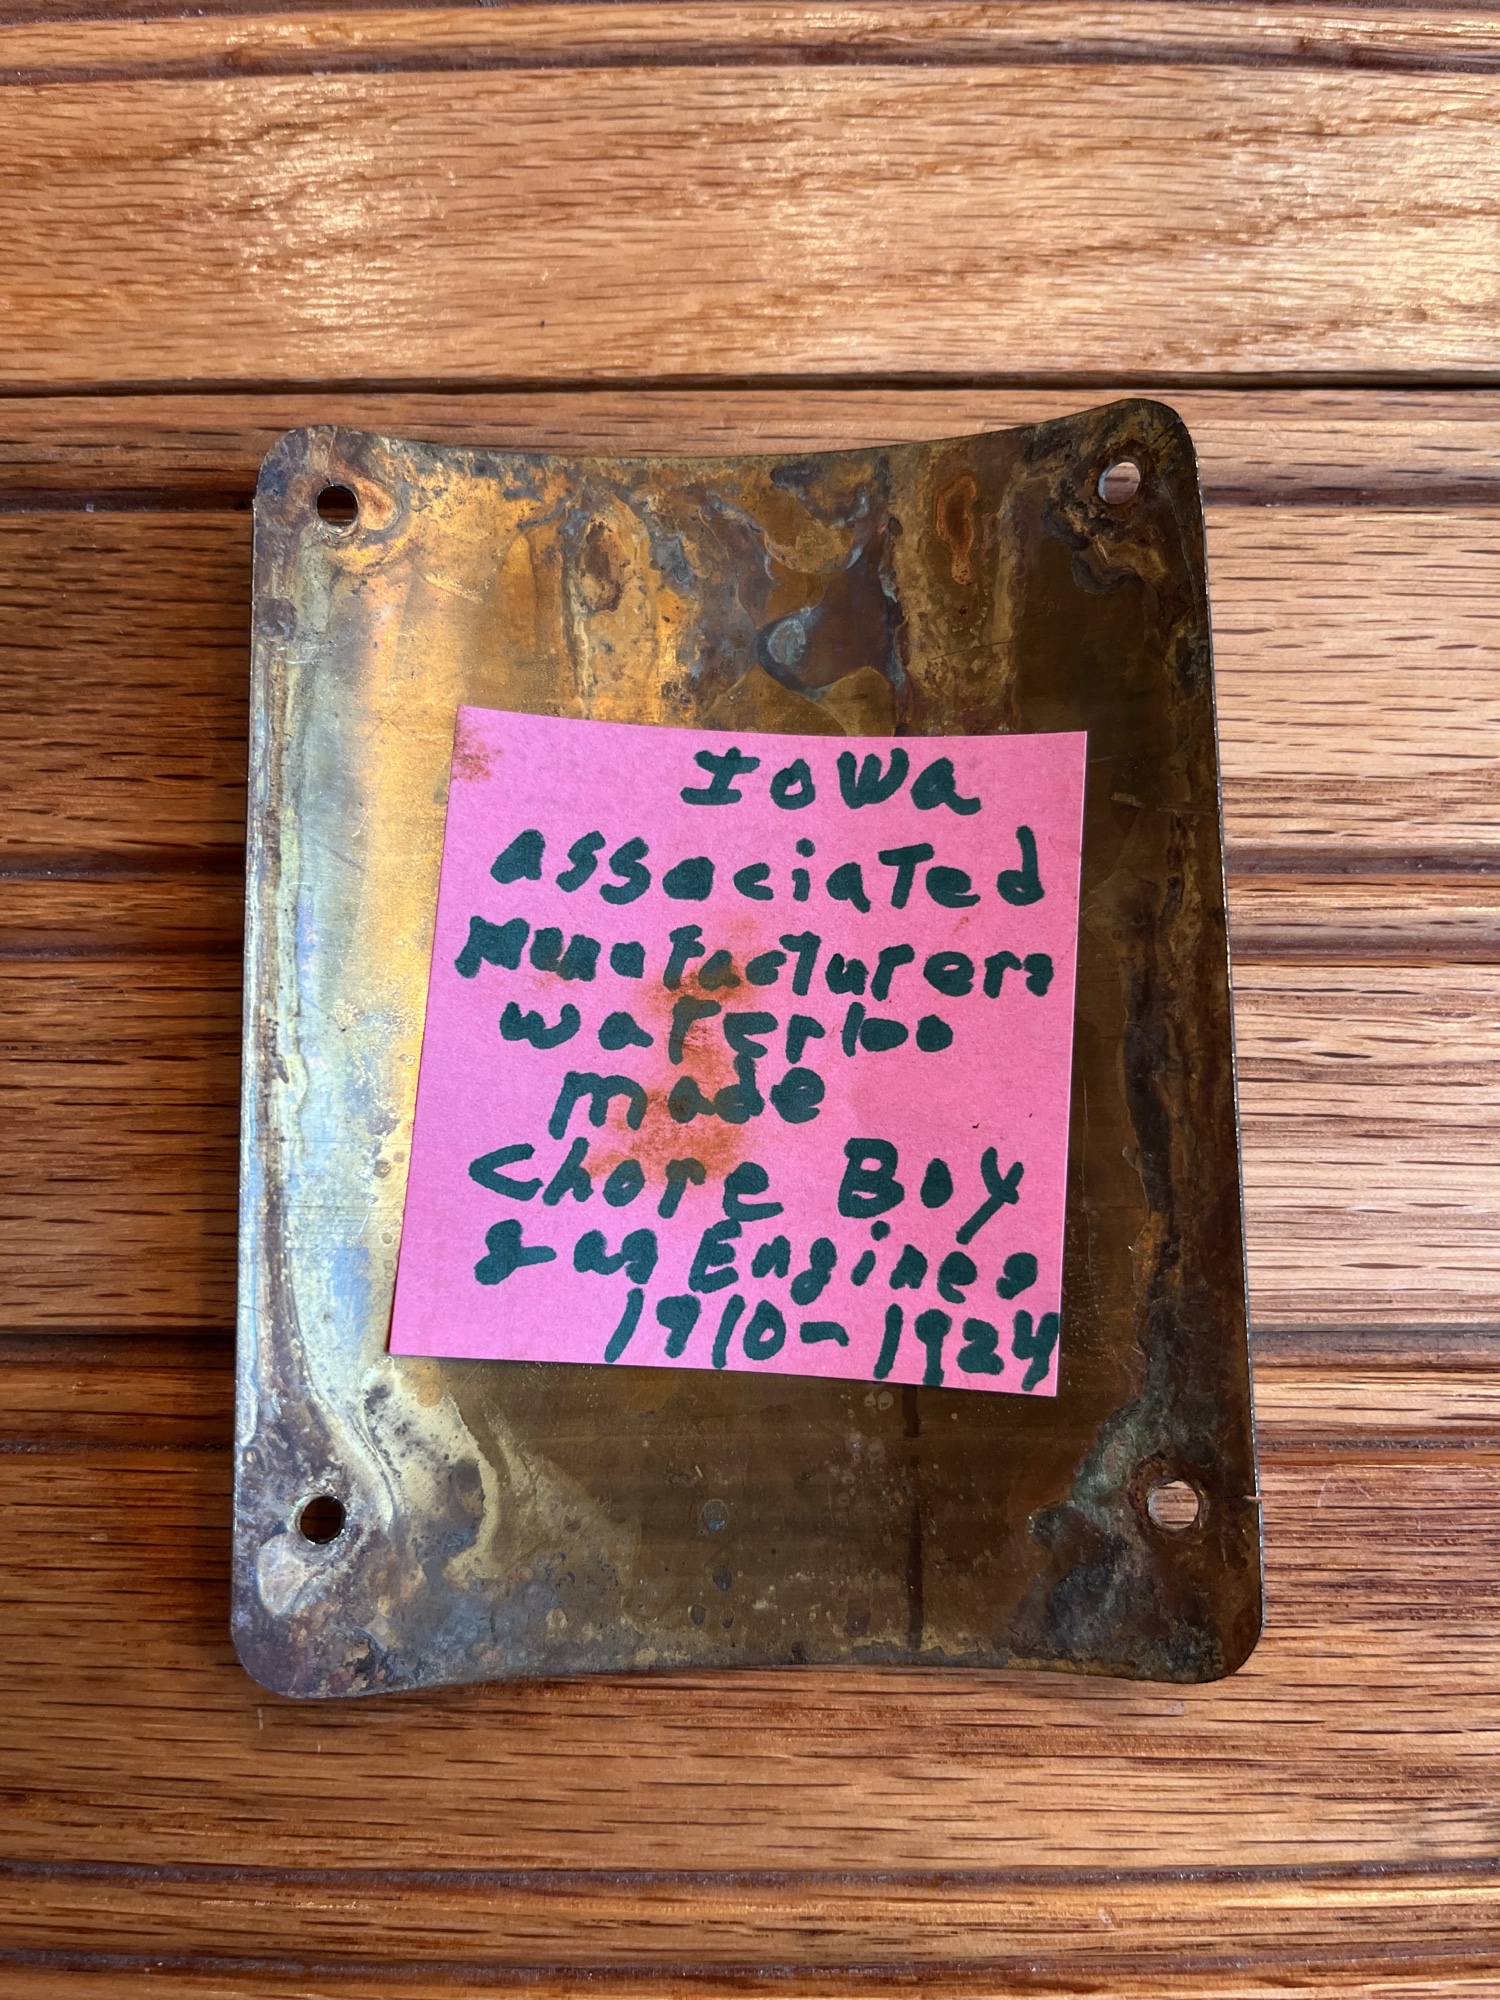 Iowa
Associated
Manufacturers
Waterloo
made
Chore Boy
gas Engines
1910-1924